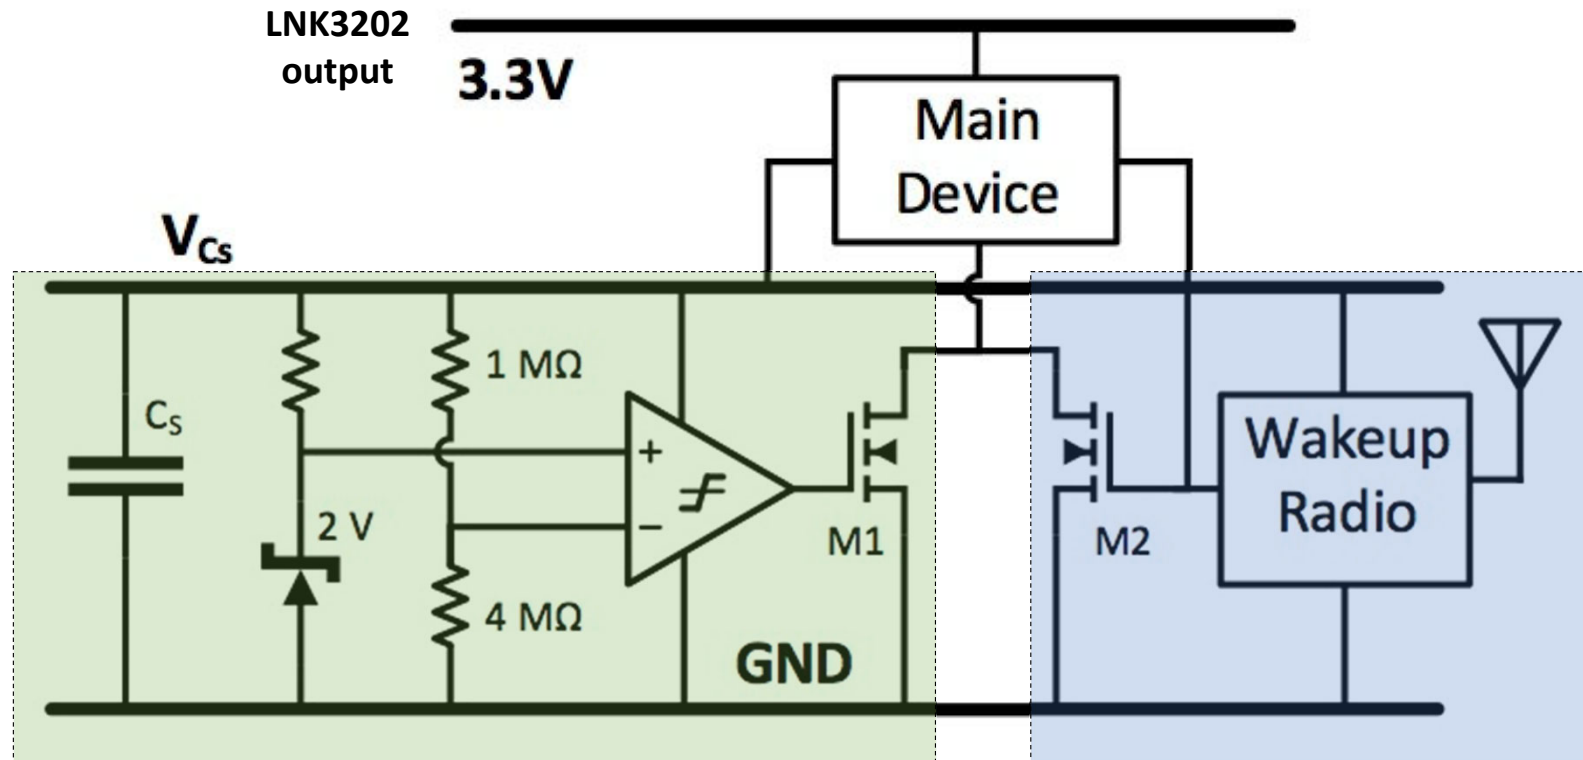 LNK3202
output
3.3V
Main
Device
VCs
CS
1 MΩ
2 V
4 MΩ
+
−
M1
GND
M2
Wakeup
Radio